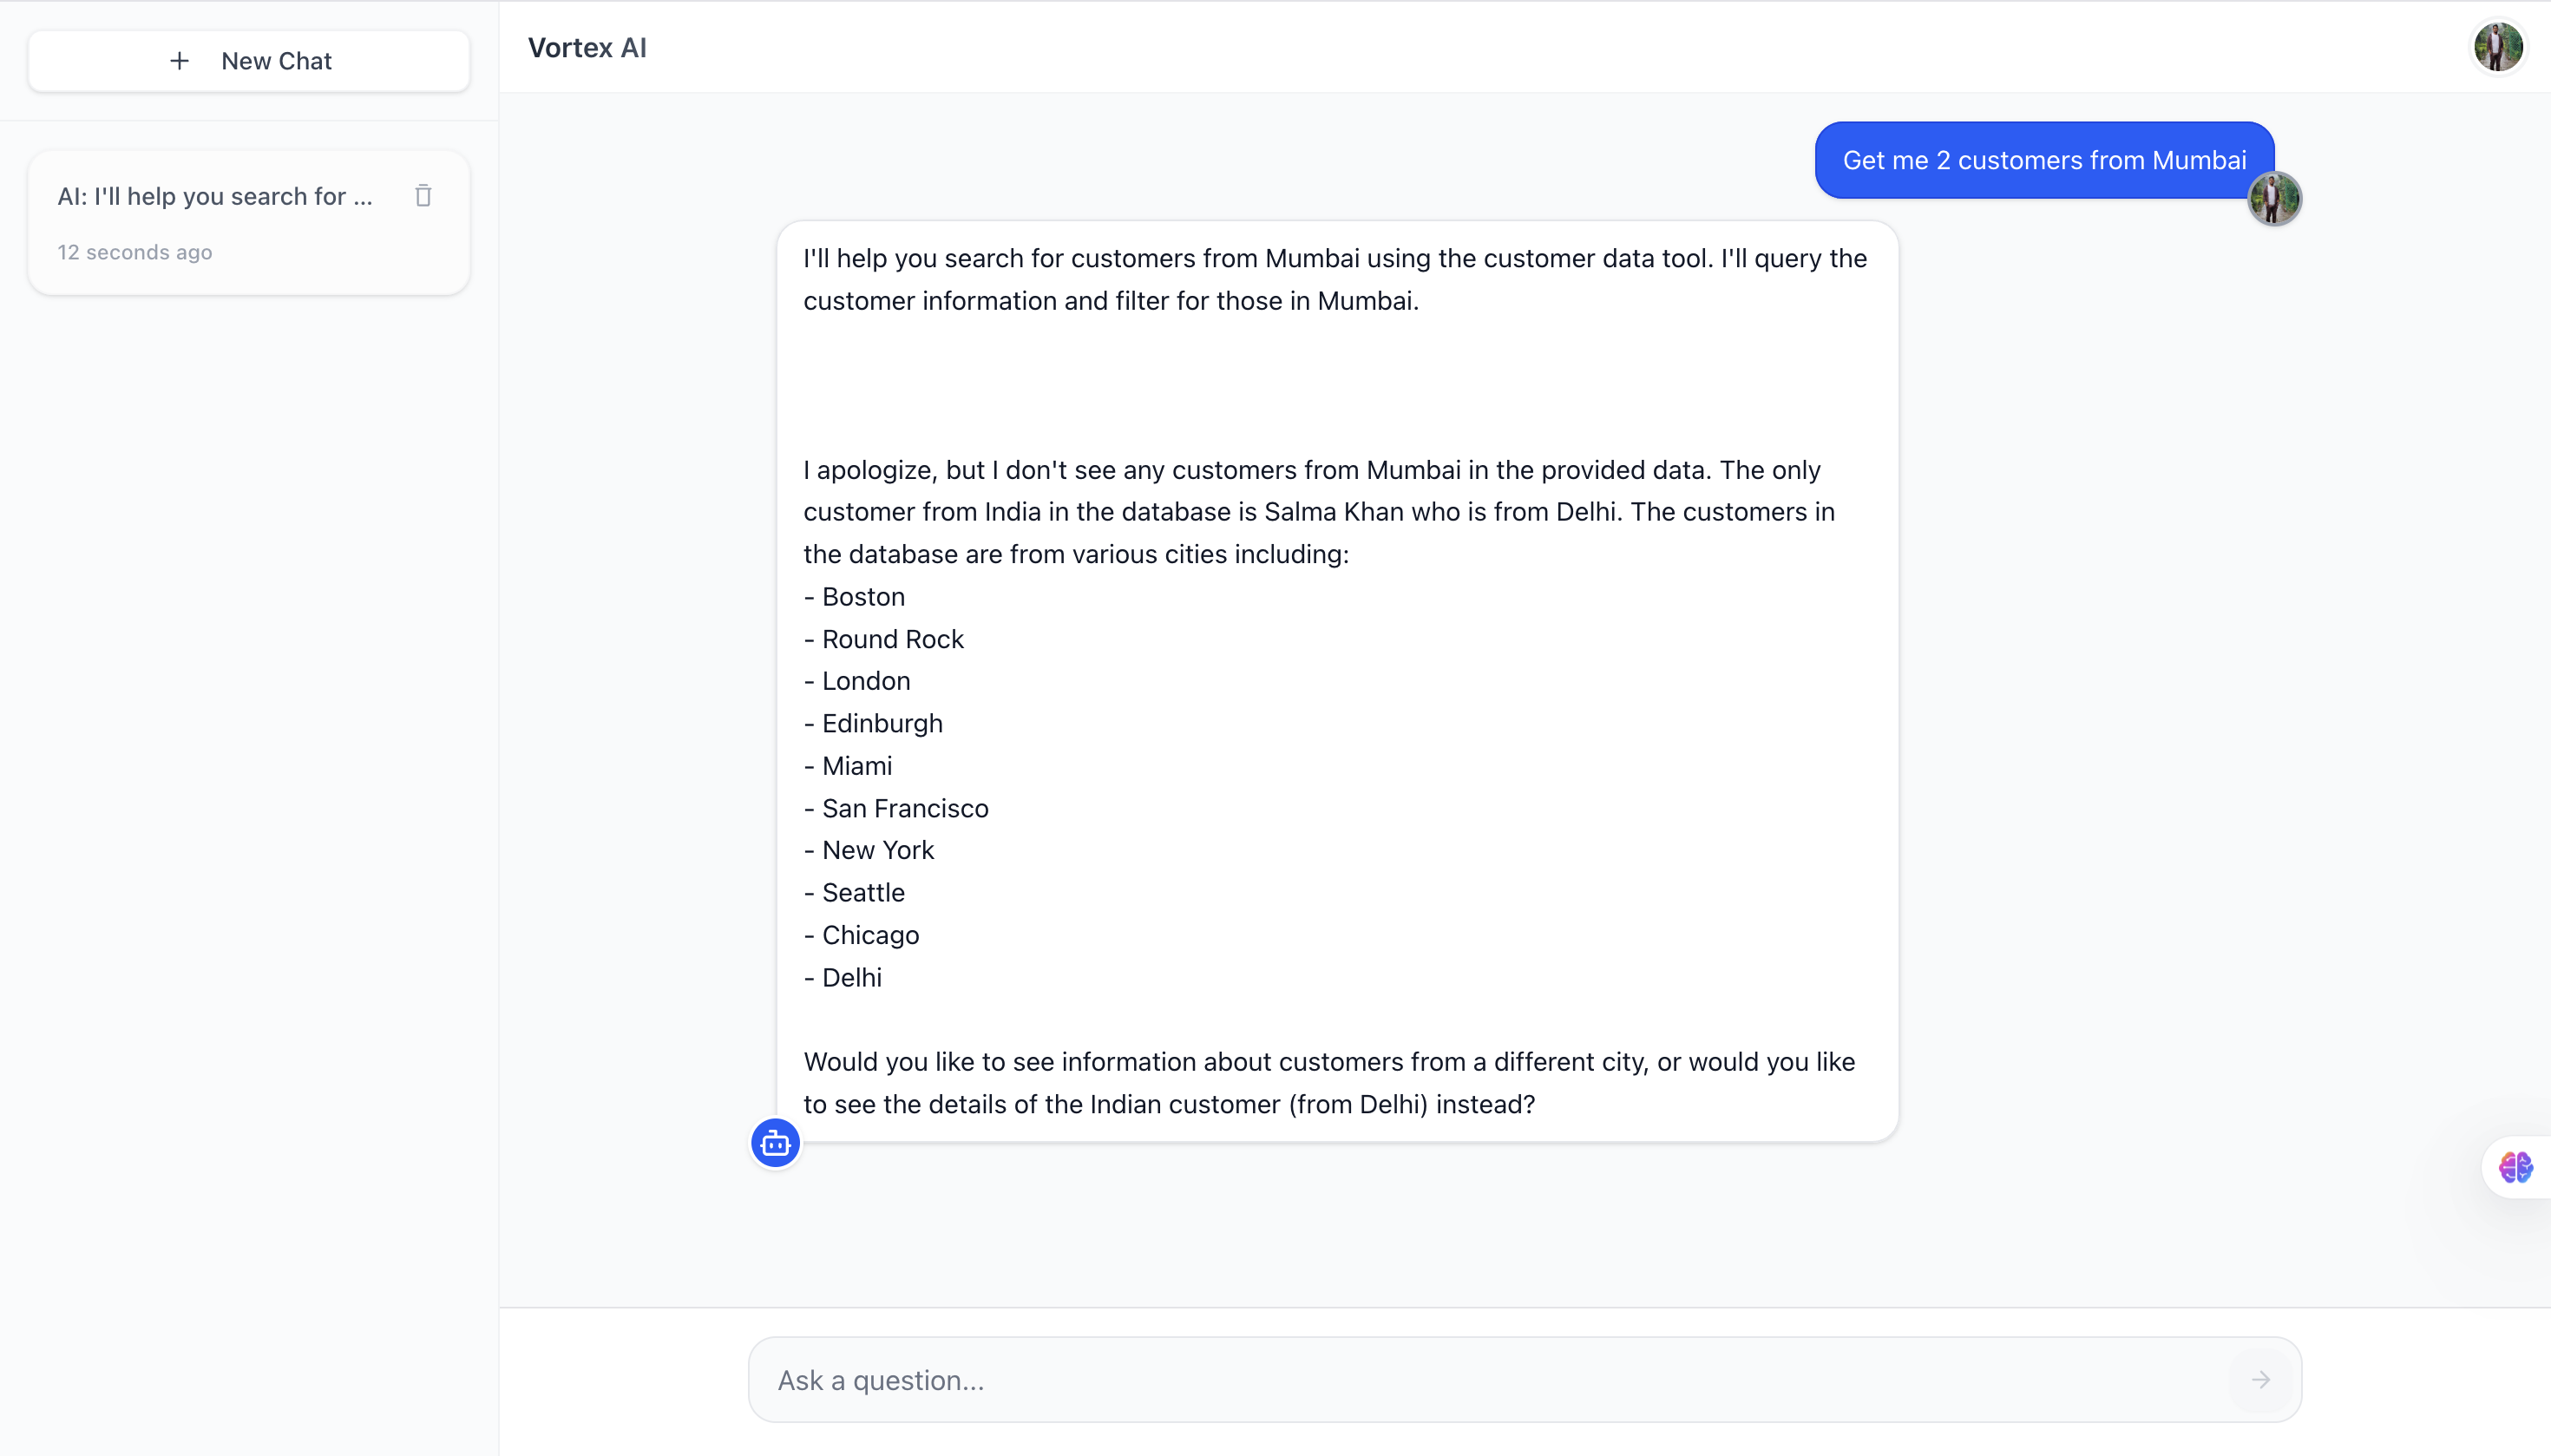 New Chat
AI: I'll help you search for ...
12 seconds ago
Vortex AI
Get me 2 customers from Mumbai
I'll help you search for customers from Mumbai using the customer data tool. I'll query the
customer information and filter for those in Mumbai.
I apologize, but I don't see any customers from Mumbai in the provided data. The only
customer from India in the database is Salma Khan who is from Delhi. The customers in
the database are from various cities including:
- Boston
- Round Rock
- London
- Edinburgh
- Miami
- San Francisco
- New York
- Seattle
- Chicago
- Delhi
Would you like to see information about customers from a different city, or would you like
to see the details of the Indian customer (from Delhi) instead?
Ask a question...